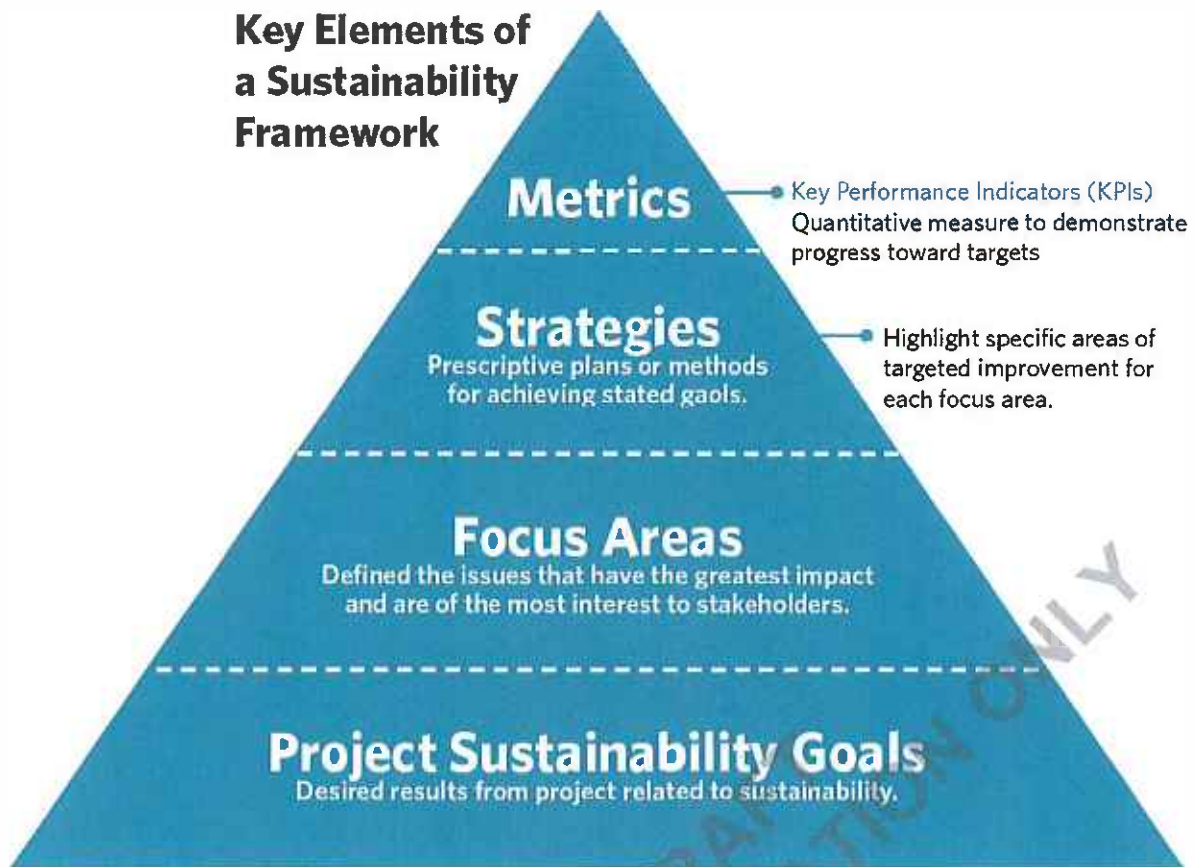 Key Elements of
a Sustainability
Framework
Metrics
Key Performance Indicators (KPIs)
Quantitative measure to demonstrate
progress toward targets
Strategies
Prescriptive plans or methods
for achieving stated gaols.
Highlight specific areas of
targeted improvement for
each focus area.
Focus Areas
Defined the issues that have the greatest impact
and are of the most interest to stakeholders.
Project Sustainability Goals
Desired results from project related to sustainability.
ONLY